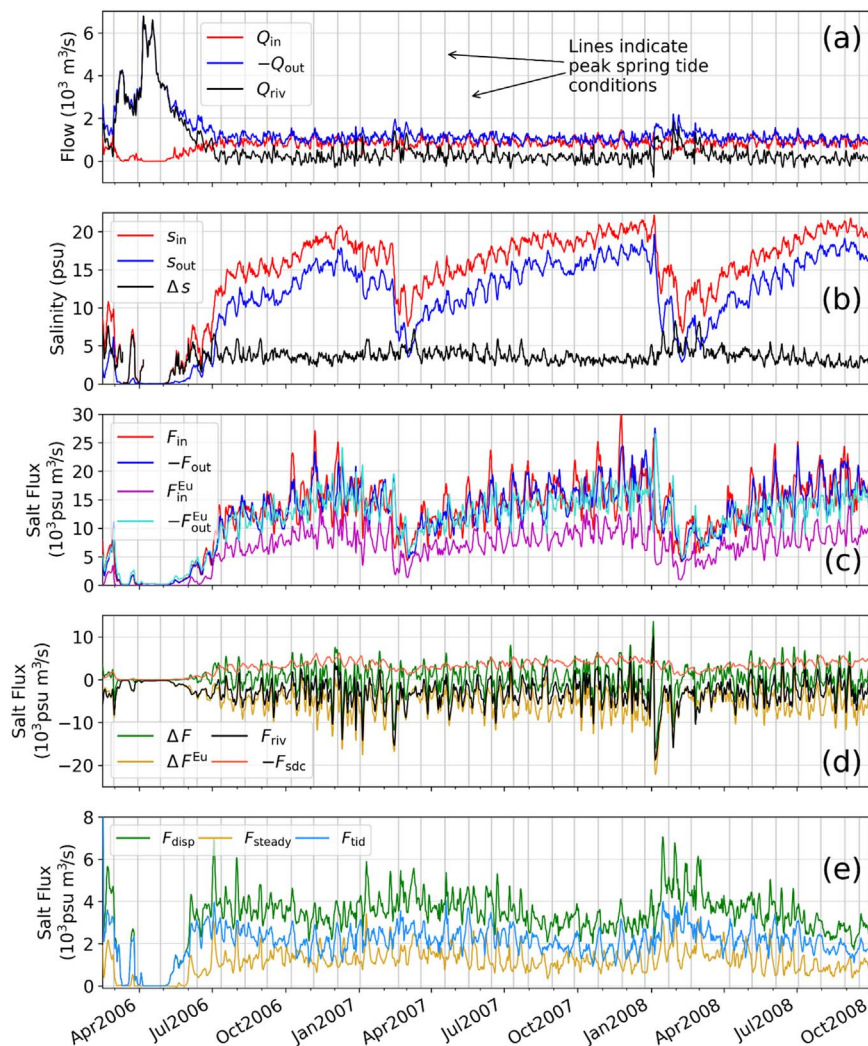 (a)
Q_in
−Q_out
Q_riv
Lines indicate
peak spring tide
conditions
Flow (10³ m³/s)
6
4
2
0
(b)
s_in
s_out
Δs
Salinity (psu)
20
15
10
5
0
(c)
F_in
−F_out
F_in^Eu
−F_out^Eu
Salt Flux
(10³psu m³/s)
30
25
20
15
10
5
0
(d)
Salt Flux
(10³psu m³/s)
10
0
−10
−20
ΔF F_riv
ΔF^Eu −F_sdc
(e)
F_disp F_steady F_tid
Salt Flux
(10³psu m³/s)
8
6
4
2
0
Apr2006 Jul2006 Oct2006 Jan2007 Apr2007 Jul2007 Oct2007 Jan2008 Apr2008 Jul2008 Oct2008